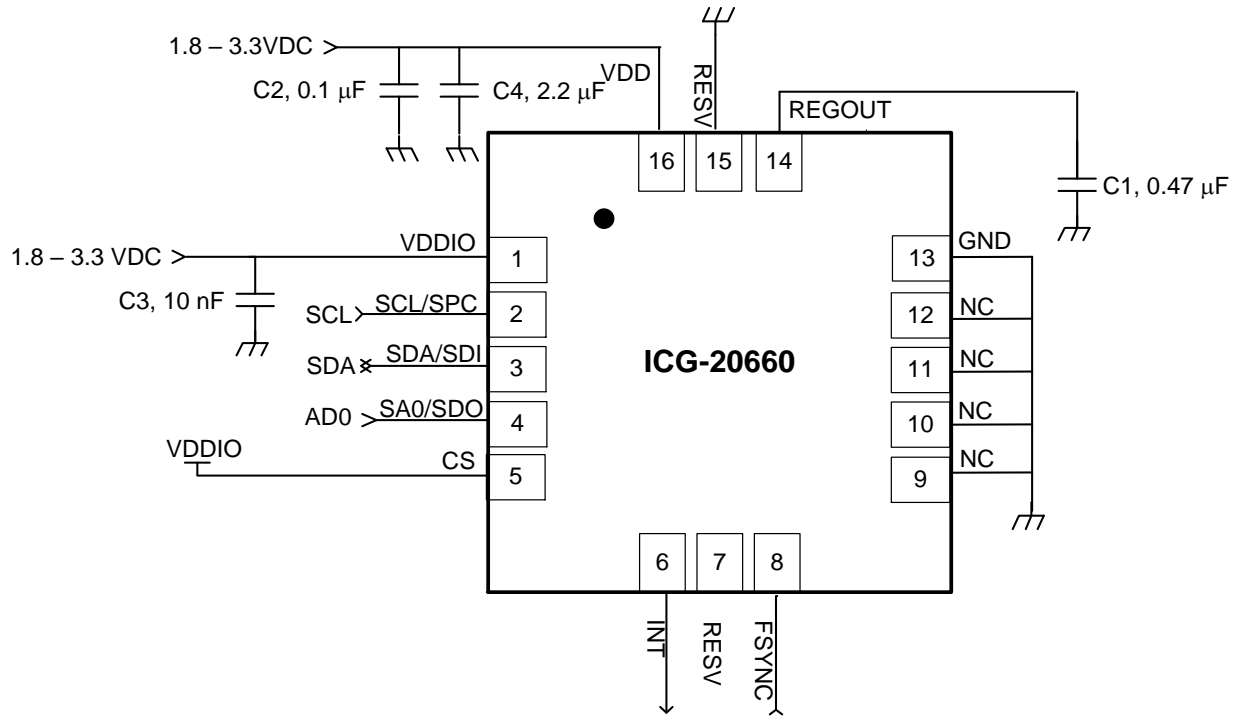 1.8 – 3.3VDC
C2, 0.1 μF
C4, 2.2 μF
VDD
RESV
REGOUT
16
15
14
C1, 0.47 μF
1.8 – 3.3 VDC
VDDIO
1
C3, 10 nF
SCL
SCL/SPC
2
SDA
SDA/SDI
3
AD0
SA0/SDO
4
VDDIO
CS
5
ICG-20660
13
GND
12
NC
11
NC
10
NC
9
NC
6
7
8
INT
RESV
FSYNC